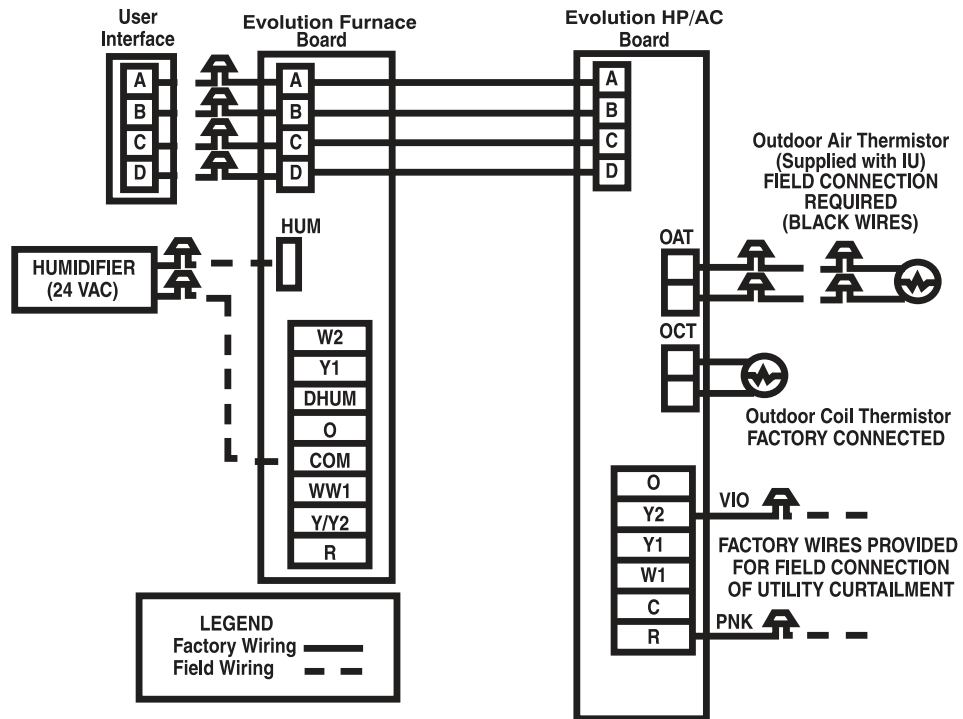 User
Interface
Evolution Furnace
Board
Evolution HP/AC
Board
A
B
C
D
A
B
C
D
A
B
C
D
Outdoor Air Thermistor
(Supplied with IU)
FIELD CONNECTION
REQUIRED
(BLACK WIRES)
HUM
OAT
HUMIDIFIER
(24 VAC)
OCT
W2
Y1
DHUM
O
COM
WW1
Y/Y2
R
Outdoor Coil Thermistor
FACTORY CONNECTED
O
Y2
Y1
W1
C
R
VIO
FACTORY WIRES PROVIDED
FOR FIELD CONNECTION
OF UTILITY CURTAILMENT
PNK
LEGEND
Factory Wiring
Field Wiring